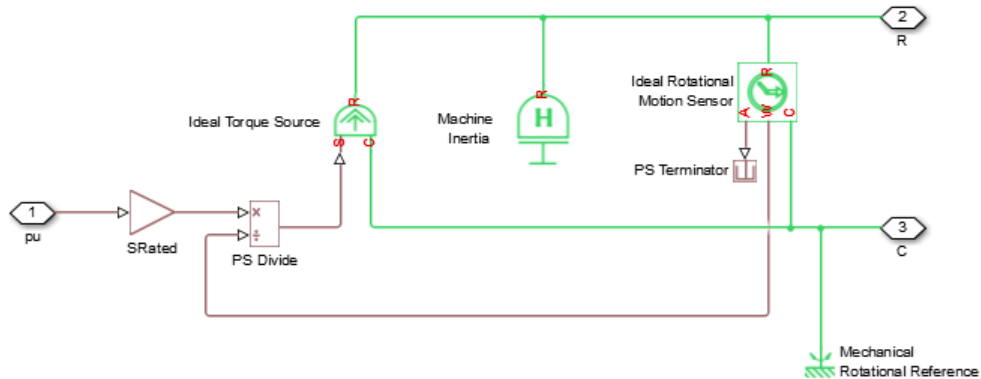 2
R
R
Ideal Rotational
Motion Sensor
R
A
W
C
Ideal Torque Source
R
S
C
Machine
Inertia
H
PS Terminator
1
pu
SRated
×
÷
PS Divide
3
C
Mechanical
Rotational Reference